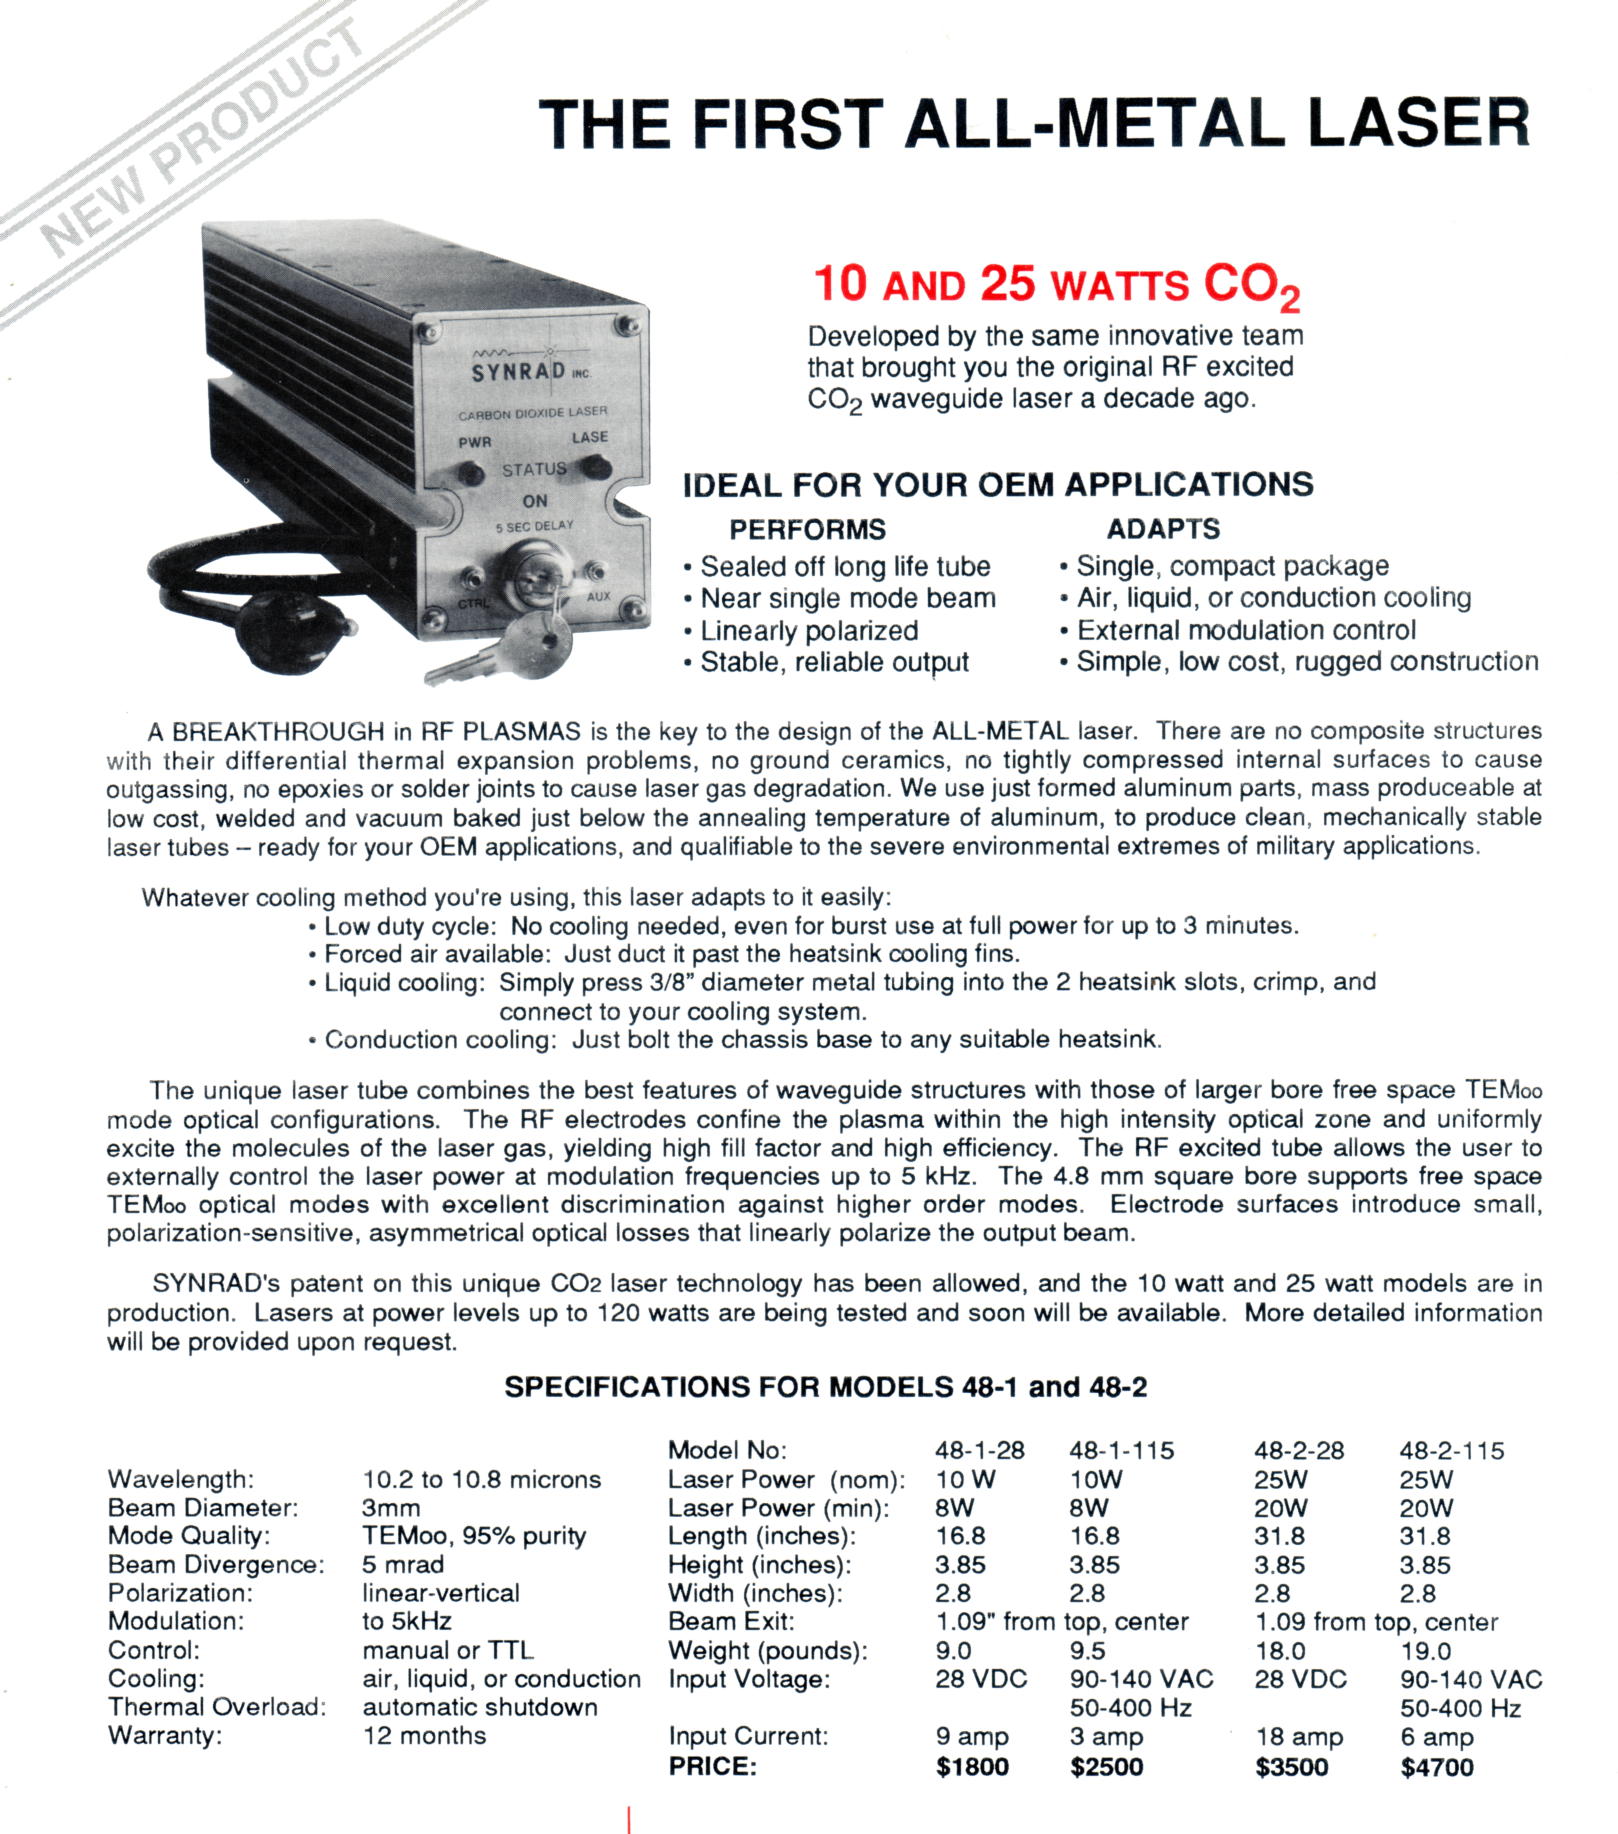 NEW PRODUCT
THE FIRST ALL-METAL LASER
10 AND 25 WATTS CO2
Developed by the same innovative team
that brought you the original RF excited
CO2 waveguide laser a decade ago.
SYNRAD INC.
CARBON DIOXIDE LASER
PWR LASE
STATUS
ON
5 SEC DELAY
CTRL AUX
IDEAL FOR YOUR OEM APPLICATIONS
PERFORMS ADAPTS
• Sealed off long life tube • Single, compact package
• Near single mode beam • Air, liquid, or conduction cooling
• Linearly polarized • External modulation control
• Stable, reliable output • Simple, low cost, rugged construction
A BREAKTHROUGH in RF PLASMAS is the key to the design of the ALL-METAL laser. There are no composite structures
with their differential thermal expansion problems, no ground ceramics, no tightly compressed internal surfaces to cause
outgassing, no epoxies or solder joints to cause laser gas degradation. We use just formed aluminum parts, mass produceable at
low cost, welded and vacuum baked just below the annealing temperature of aluminum, to produce clean, mechanically stable
laser tubes – ready for your OEM applications, and qualifiable to the severe environmental extremes of military applications.
Whatever cooling method you're using, this laser adapts to it easily:
• Low duty cycle: No cooling needed, even for burst use at full power for up to 3 minutes.
• Forced air available: Just duct it past the heatsink cooling fins.
• Liquid cooling: Simply press 3/8" diameter metal tubing into the 2 heatsink slots, crimp, and
connect to your cooling system.
• Conduction cooling: Just bolt the chassis base to any suitable heatsink.
The unique laser tube combines the best features of waveguide structures with those of larger bore free space TEMoo
mode optical configurations. The RF electrodes confine the plasma within the high intensity optical zone and uniformly
excite the molecules of the laser gas, yielding high fill factor and high efficiency. The RF excited tube allows the user to
externally control the laser power at modulation frequencies up to 5 kHz. The 4.8 mm square bore supports free space
TEMoo optical modes with excellent discrimination against higher order modes. Electrode surfaces introduce small,
polarization-sensitive, asymmetrical optical losses that linearly polarize the output beam.
SYNRAD's patent on this unique CO2 laser technology has been allowed, and the 10 watt and 25 watt models are in
production. Lasers at power levels up to 120 watts are being tested and soon will be available. More detailed information
will be provided upon request.
SPECIFICATIONS FOR MODELS 48-1 and 48-2
Model No: 48-1-28 48-1-115 48-2-28 48-2-115
Wavelength: 10.2 to 10.8 microns Laser Power (nom): 10 W 10W 25W 25W
Beam Diameter: 3mm Laser Power (min): 8W 8W 20W 20W
Mode Quality: TEMoo, 95% purity Length (inches): 16.8 16.8 31.8 31.8
Beam Divergence: 5 mrad Height (inches): 3.85 3.85 3.85 3.85
Polarization: linear-vertical Width (inches): 2.8 2.8 2.8 2.8
Modulation: to 5kHz Beam Exit: 1.09" from top, center 1.09 from top, center
Control: manual or TTL Weight (pounds): 9.0 9.5 18.0 19.0
Cooling: air, liquid, or conduction Input Voltage: 28 VDC 90-140 VAC 28 VDC 90-140 VAC
Thermal Overload: automatic shutdown 50-400 Hz 50-400 Hz
Warranty: 12 months Input Current: 9 amp 3 amp 18 amp 6 amp
PRICE: $1800 $2500 $3500 $4700